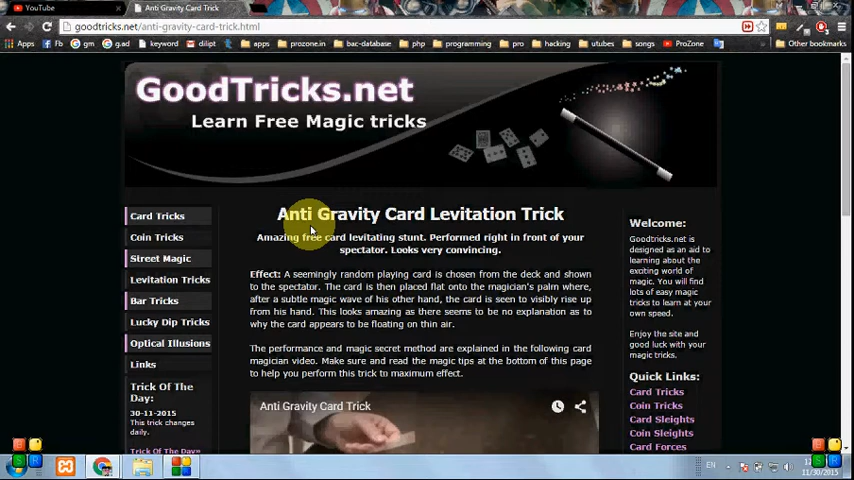 YouTube
Anti Gravity Card Trick
goodtricks.net/anti-gravity-card-trick.html
Apps Fb gm g.ad keyword dilipt apps prozone.in bac-database php programming pro hacking utubes songs ProZone Other bookmarks
GoodTricks.net
Learn Free Magic tricks
Card Tricks
Coin Tricks
Street Magic
Levitation Tricks
Bar Tricks
Lucky Dip Tricks
Optical Illusions
Links
Trick Of The
Day:
30-11-2015
This trick changes
daily.
Trick Of The Day»
Anti Gravity Card Levitation Trick
Amazing free card levitating stunt. Performed right in front of your
spectator. Looks very convincing.
Effect: A seemingly random playing card is chosen from the deck and shown
to the spectator. The card is then placed flat onto the magician's palm where,
after a subtle magic wave of his other hand, the card is seen to visibly rise up
from his hand. This looks amazing as there seems to be no explanation as to
why the card appears to be floating on thin air.
The performance and magic secret method are explained in the following card
magician video. Make sure and read the magic tips at the bottom of this page
to help you perform this trick to maximum effect.
Anti Gravity Card Trick
Welcome:
Goodtricks.net is
designed as an aid to
learning about the
exciting world of
magic. You will find
lots of easy magic
tricks to learn at your
own speed.
Enjoy the site and
good luck with your
magic tricks.
Quick Links:
Card Tricks
Coin Tricks
Card Sleights
Coin Sleights
Card Forces
S R
EN
11/30/2015
S R